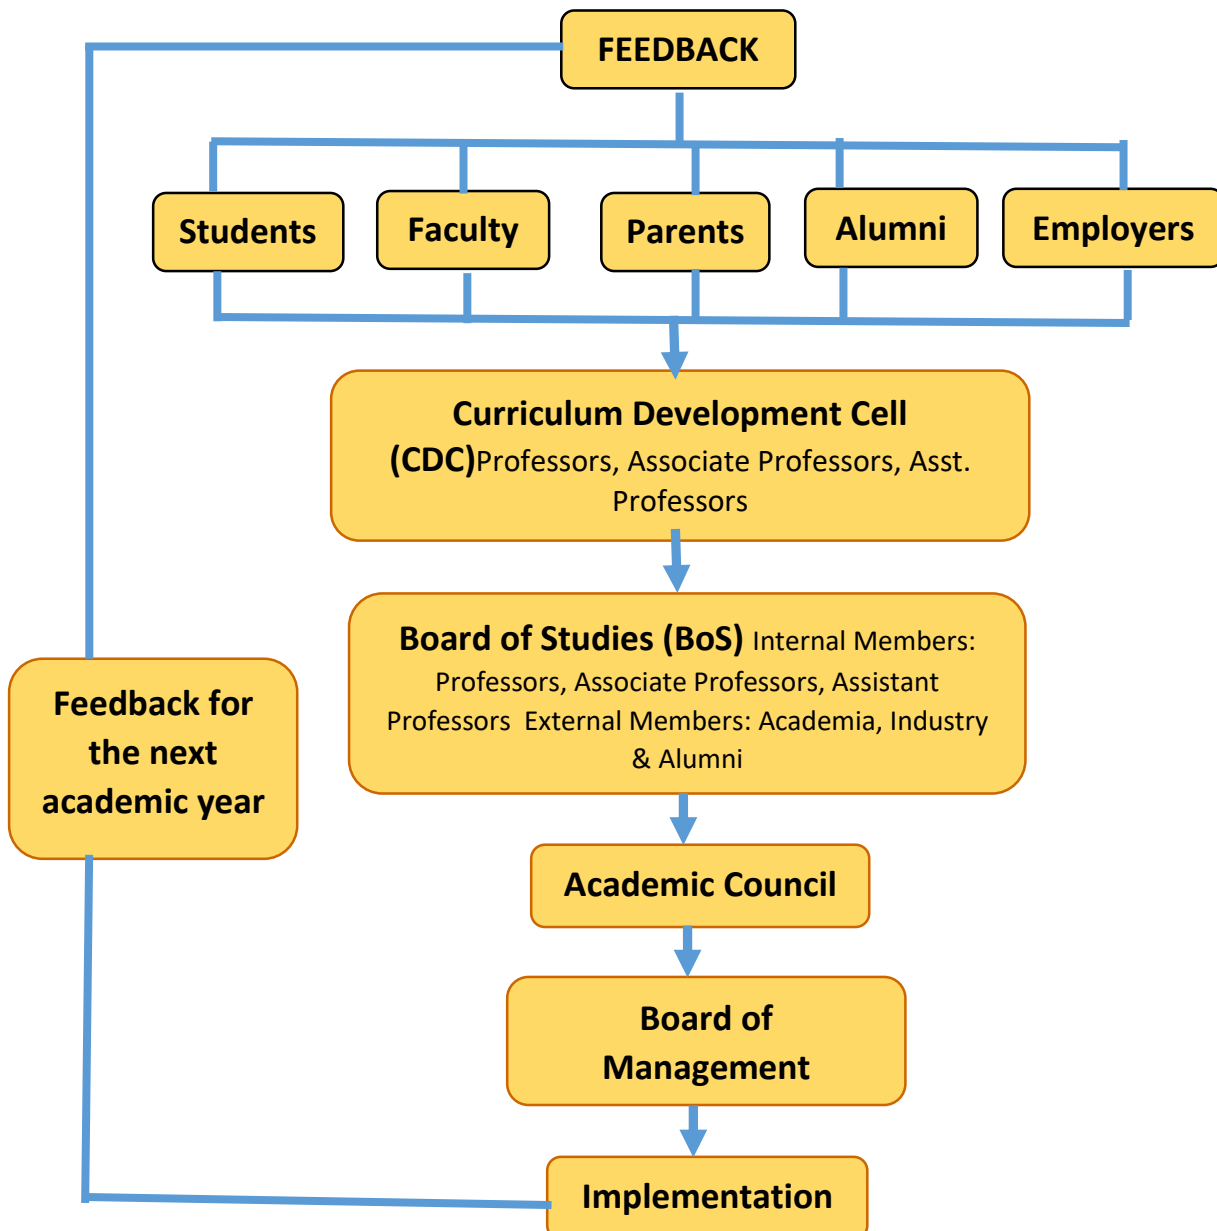 FEEDBACK
Students
Faculty
Parents
Alumni
Employers
Curriculum Development Cell
(CDC)Professors, Associate Professors, Asst.
Professors
Board of Studies (BoS) Internal Members:
Professors, Associate Professors, Assistant
Professors  External Members: Academia, Industry
& Alumni
Feedback for
the next
academic year
Academic Council
Board of
Management
Implementation